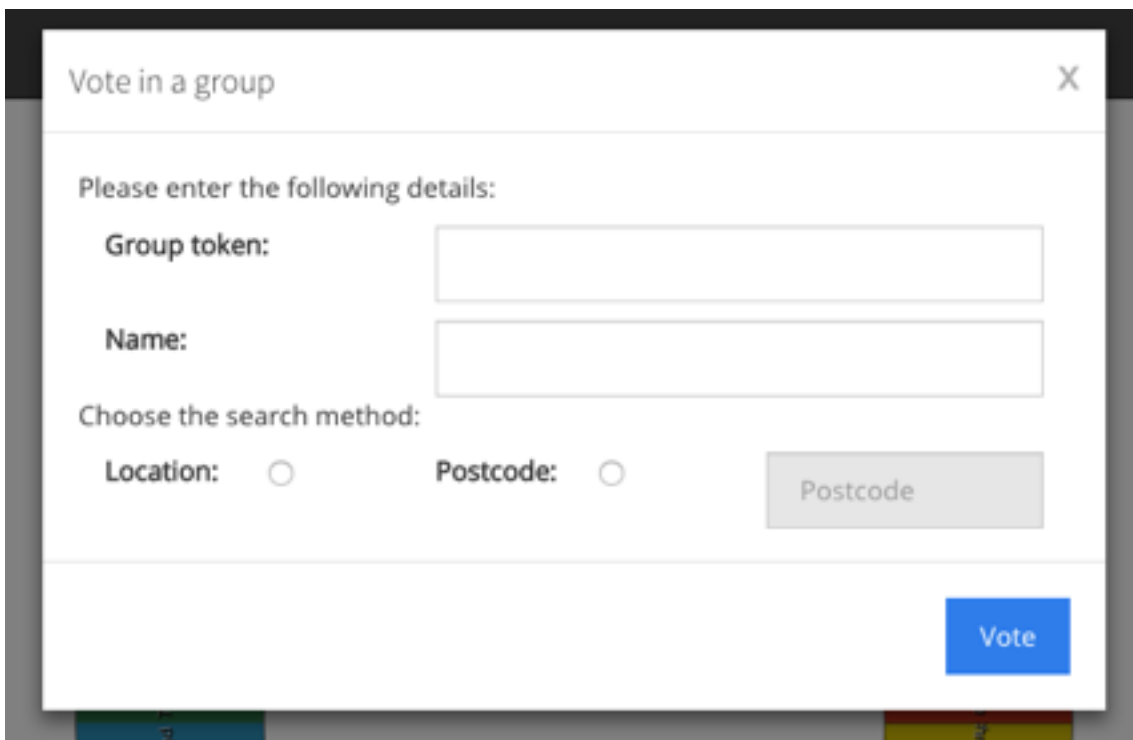 Vote in a group X
Please enter the following details:
Group token:
Name:
Choose the search method:
Location: Postcode: Postcode
Vote